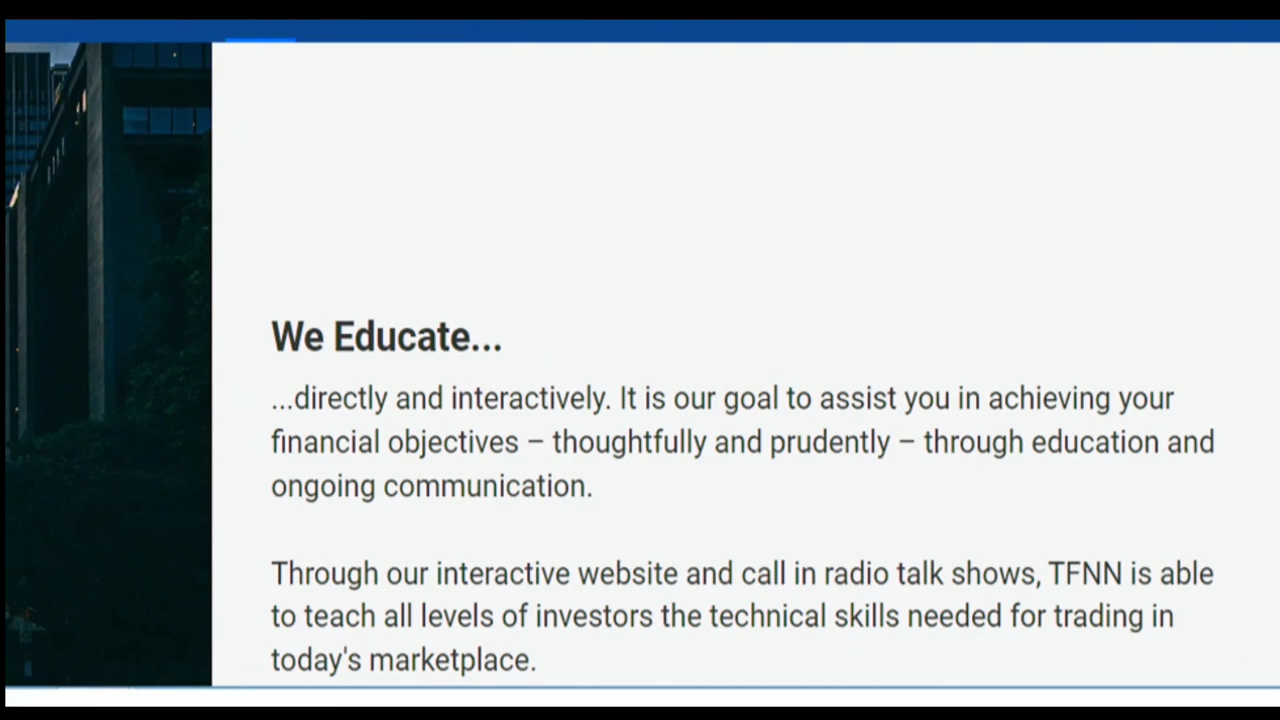 We Educate...
...directly and interactively. It is our goal to assist you in achieving your
financial objectives – thoughtfully and prudently – through education and
ongoing communication.
Through our interactive website and call in radio talk shows, TFNN is able
to teach all levels of investors the technical skills needed for trading in
today's marketplace.